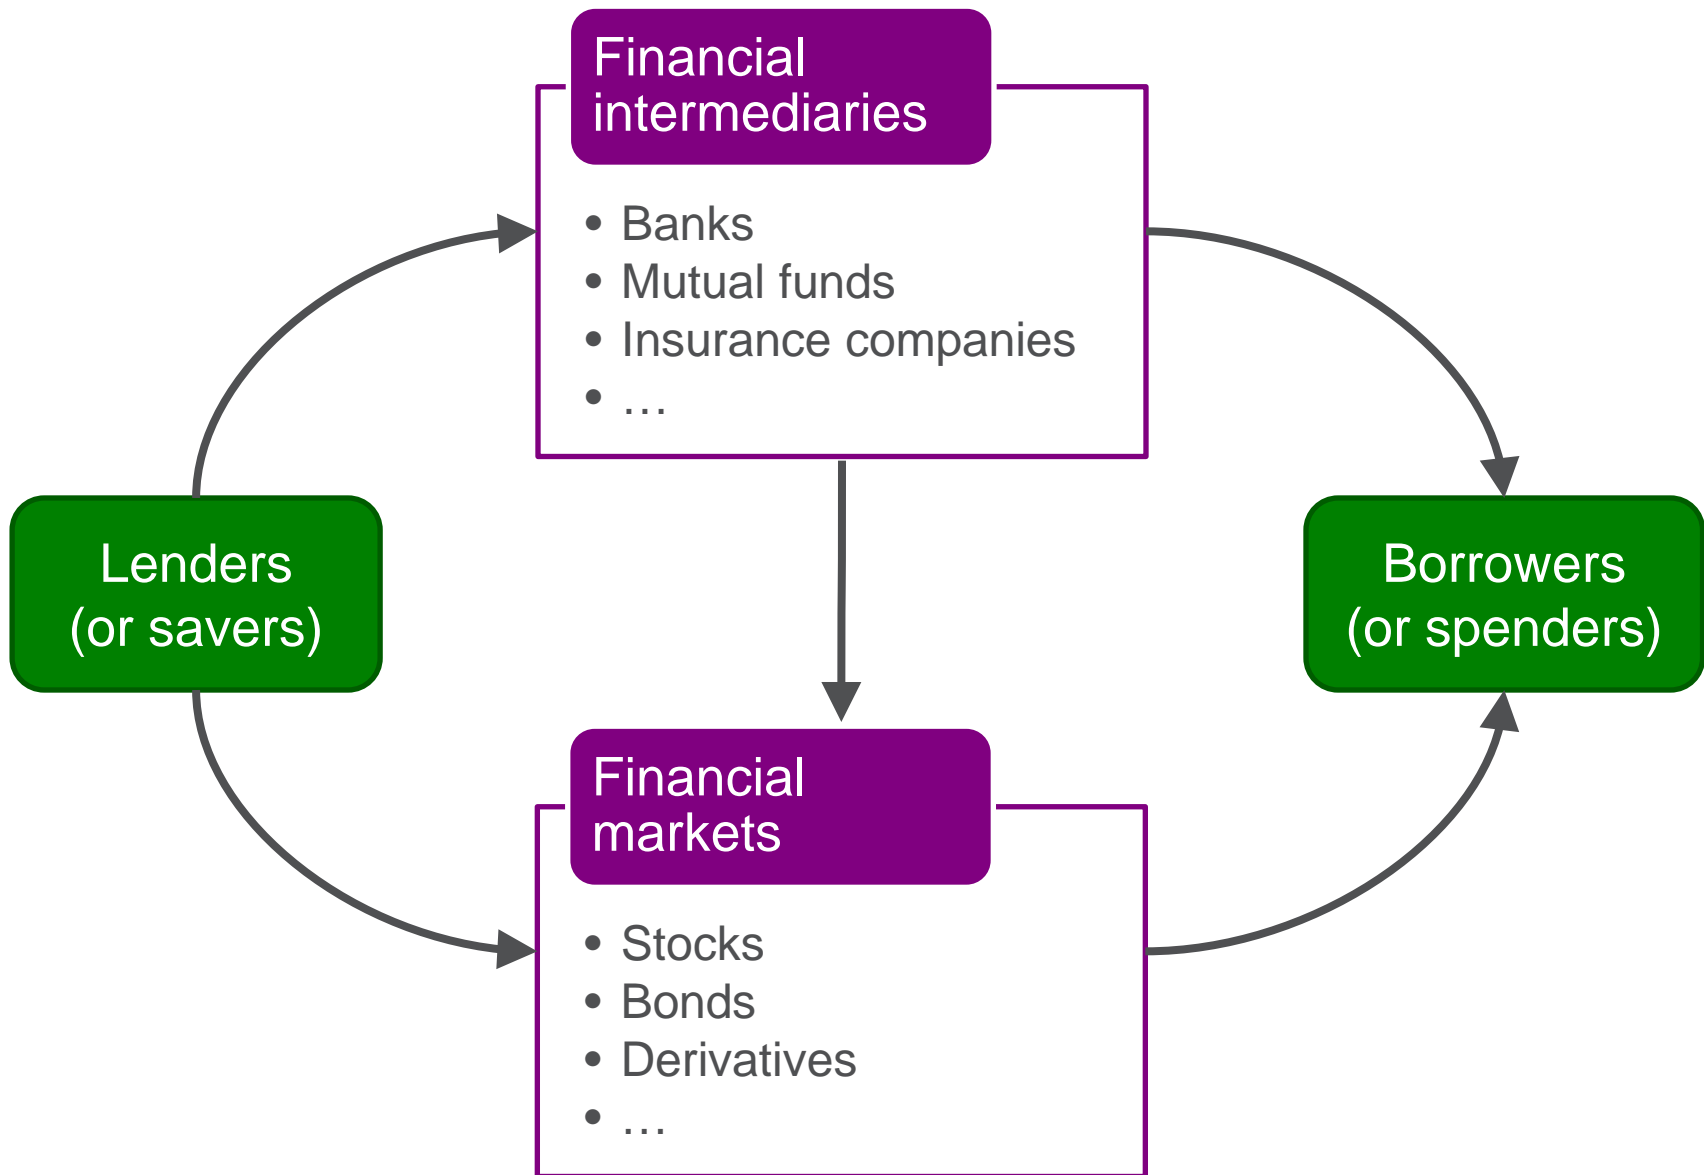 Financial
intermediaries
• Banks
• Mutual funds
• Insurance companies
• …
Lenders
(or savers)
Borrowers
(or spenders)
Financial
markets
• Stocks
• Bonds
• Derivatives
• …